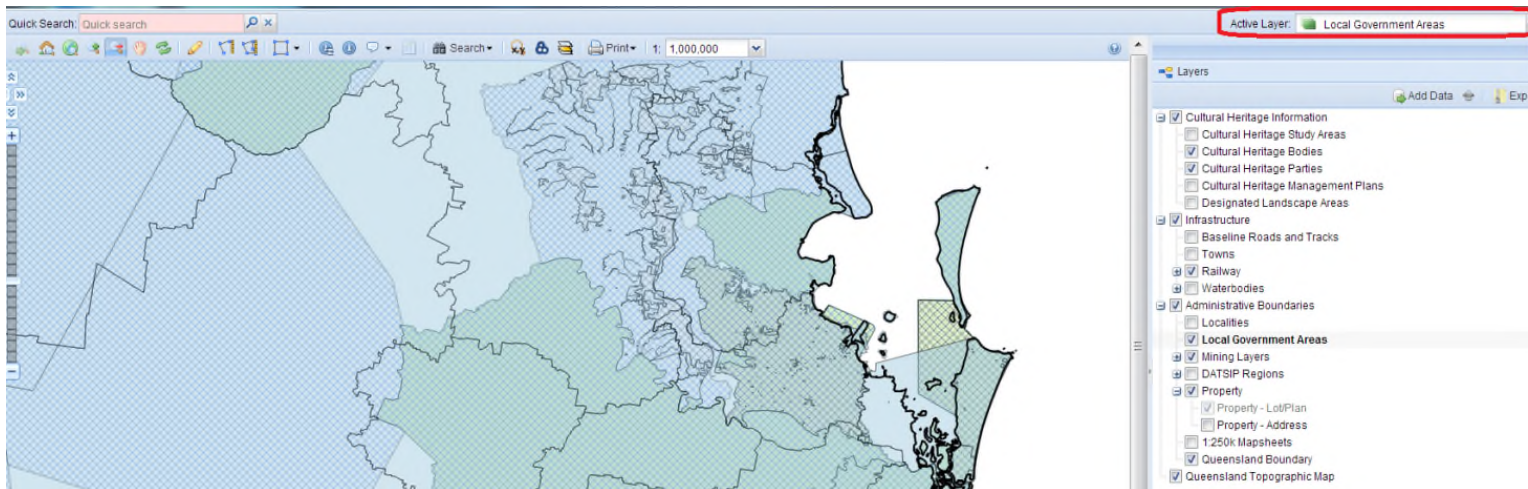 Quick Search: Quick search
Active Layer: Local Government Areas
Search Print 1: 1,000,000
Layers
Add Data Exp
Cultural Heritage Information
Cultural Heritage Study Areas
Cultural Heritage Bodies
Cultural Heritage Parties
Cultural Heritage Management Plans
Designated Landscape Areas
Infrastructure
Baseline Roads and Tracks
Towns
Railway
Waterbodies
Administrative Boundaries
Localities
Local Government Areas
Mining Layers
DATSIP Regions
Property
Property - Lot/Plan
Property - Address
1:250k Mapsheets
Queensland Boundary
Queensland Topographic Map